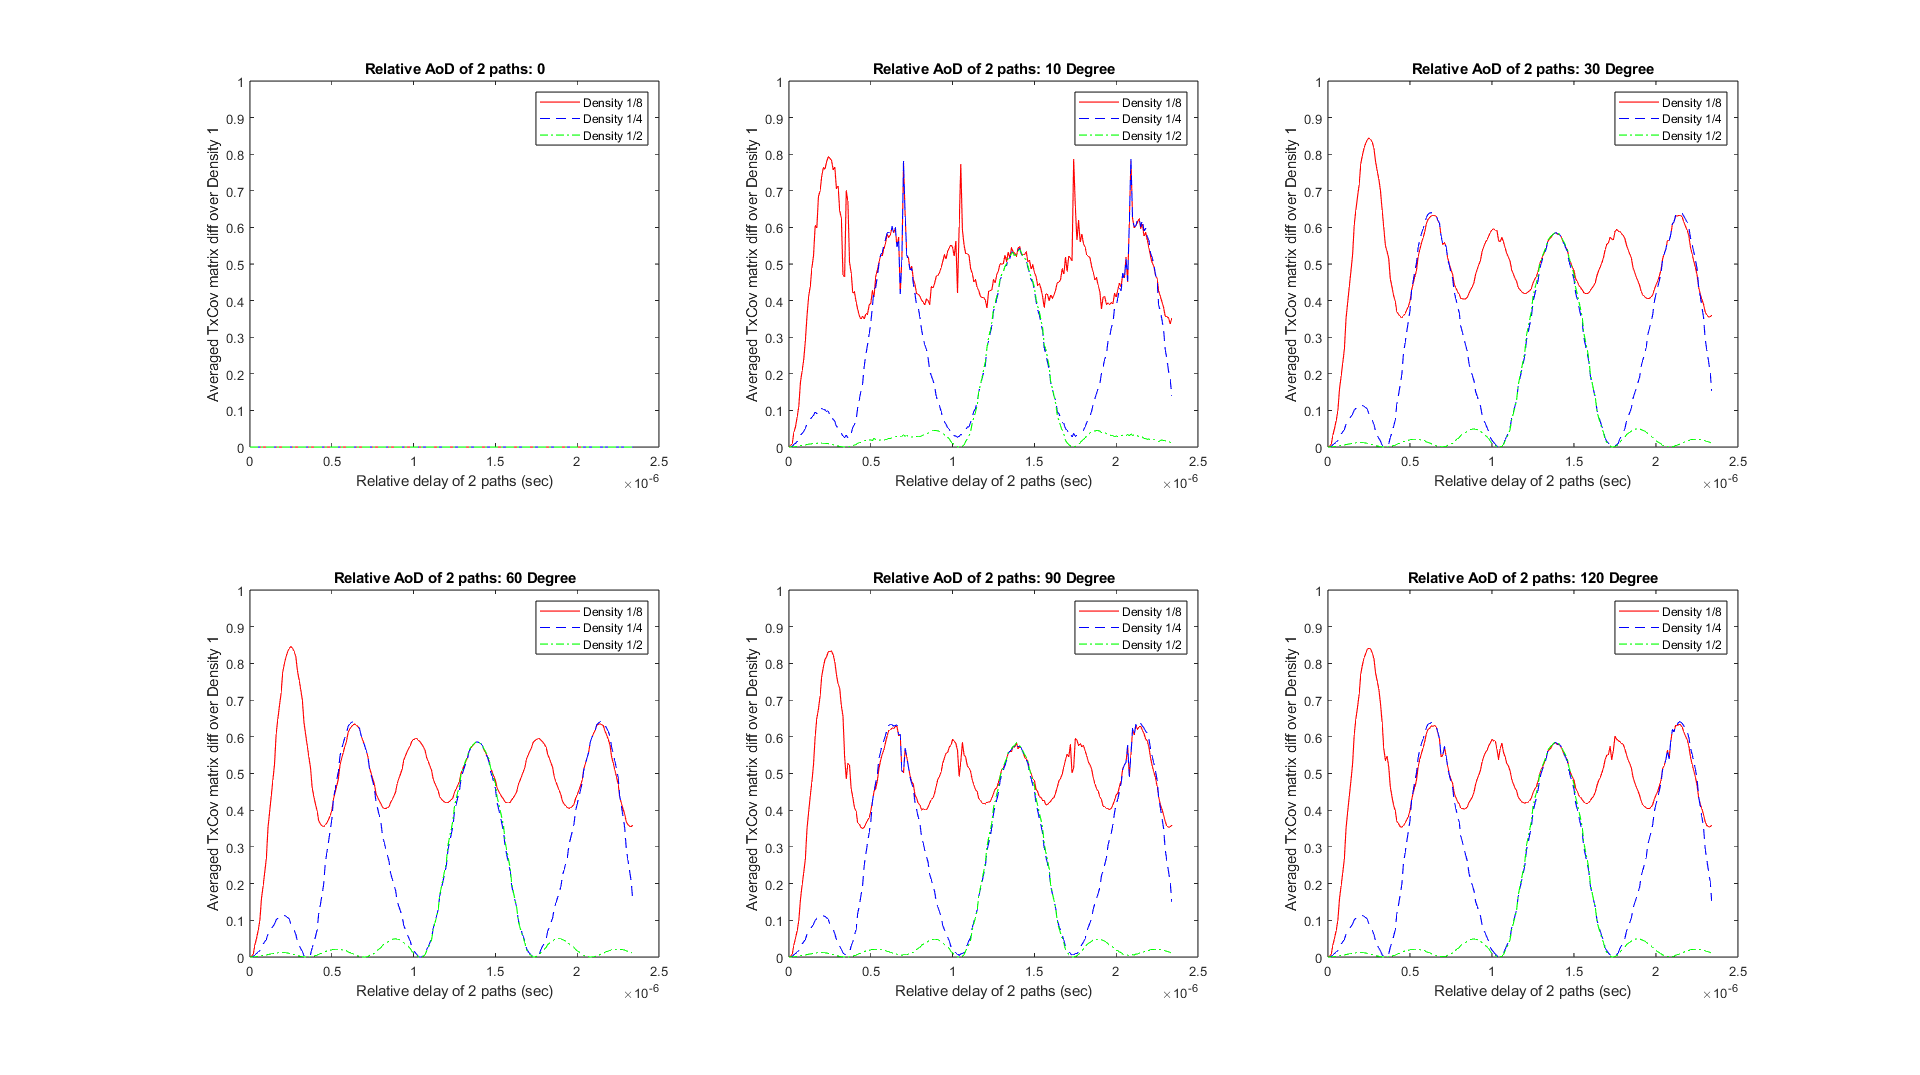 Relative AoD of 2 paths: 0
Averaged TxCov matrix diff over Density 1
1
0.9
0.8
0.7
0.6
0.5
0.4
0.3
0.2
0.1
0
Density 1/8
Density 1/4
Density 1/2
0 0.5 1 1.5 2 2.5
Relative delay of 2 paths (sec)
×10^-6
Relative AoD of 2 paths: 10 Degree
Averaged TxCov matrix diff over Density 1
1
0.9
0.8
0.7
0.6
0.5
0.4
0.3
0.2
0.1
0
Density 1/8
Density 1/4
Density 1/2
0 0.5 1 1.5 2 2.5
Relative delay of 2 paths (sec)
×10^-6
Relative AoD of 2 paths: 30 Degree
Averaged TxCov matrix diff over Density 1
1
0.9
0.8
0.7
0.6
0.5
0.4
0.3
0.2
0.1
0
Density 1/8
Density 1/4
Density 1/2
0 0.5 1 1.5 2 2.5
Relative delay of 2 paths (sec)
×10^-6
Relative AoD of 2 paths: 60 Degree
Averaged TxCov matrix diff over Density 1
1
0.9
0.8
0.7
0.6
0.5
0.4
0.3
0.2
0.1
0
Density 1/8
Density 1/4
Density 1/2
0 0.5 1 1.5 2 2.5
Relative delay of 2 paths (sec)
×10^-6
Relative AoD of 2 paths: 90 Degree
Averaged TxCov matrix diff over Density 1
1
0.9
0.8
0.7
0.6
0.5
0.4
0.3
0.2
0.1
0
Density 1/8
Density 1/4
Density 1/2
0 0.5 1 1.5 2 2.5
Relative delay of 2 paths (sec)
×10^-6
Relative AoD of 2 paths: 120 Degree
Averaged TxCov matrix diff over Density 1
1
0.9
0.8
0.7
0.6
0.5
0.4
0.3
0.2
0.1
0
Density 1/8
Density 1/4
Density 1/2
0 0.5 1 1.5 2 2.5
Relative delay of 2 paths (sec)
×10^-6